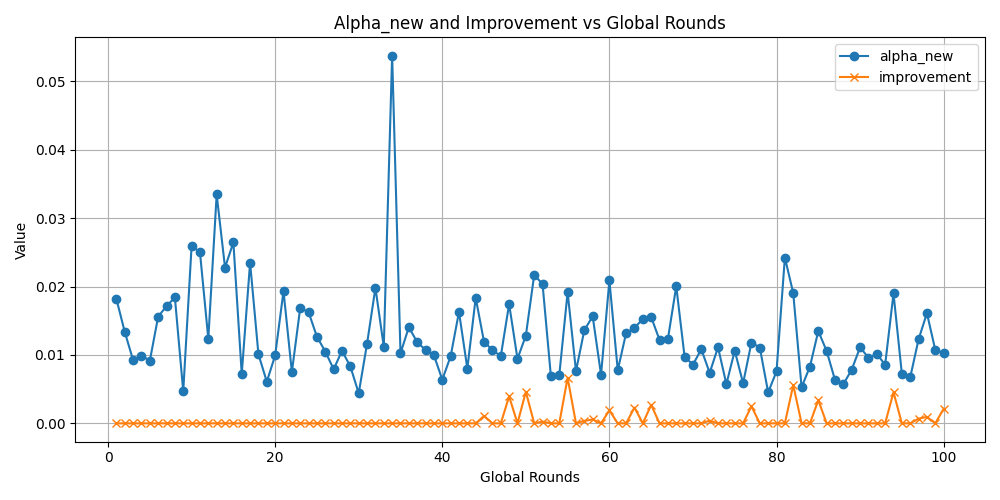 Alpha_new and Improvement vs Global Rounds
alpha_new
improvement
0.05
0.04
0.03
0.02
0.01
0.00
Value
0 20 40 60 80 100
Global Rounds